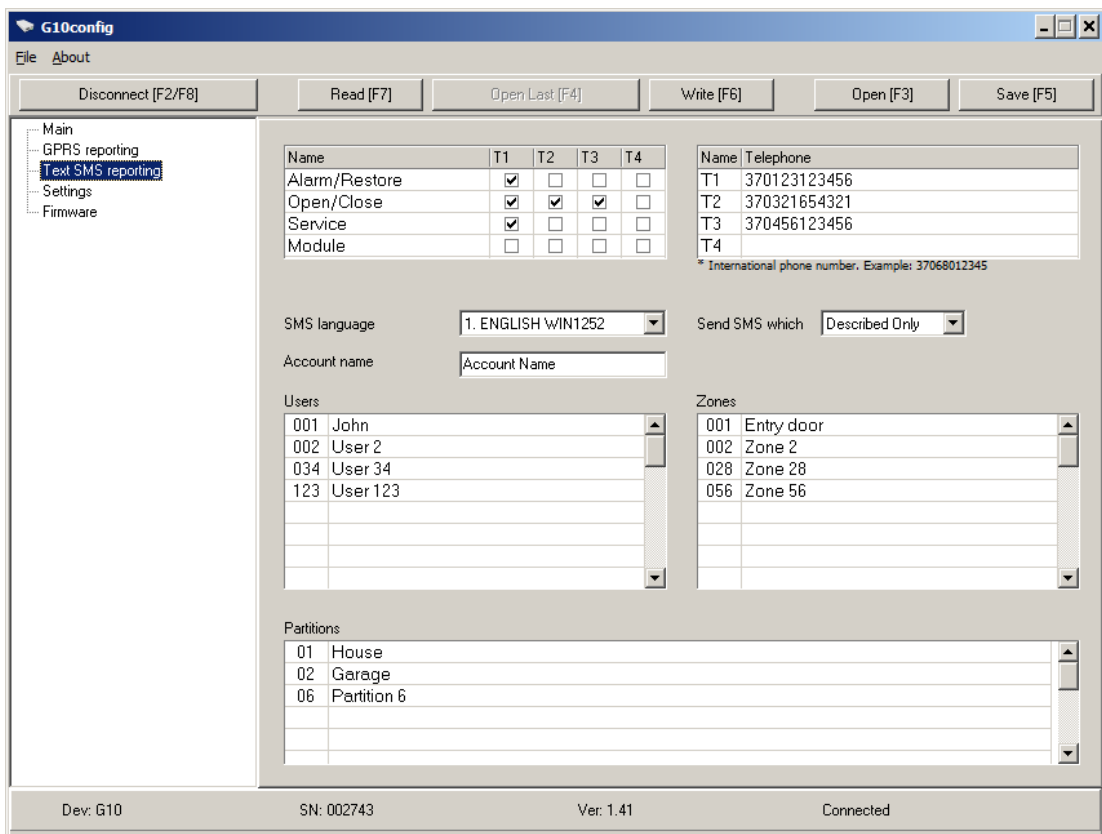 G10config
File About
Disconnect [F2/F8] Read [F7] Open Last [F4] Write [F6] Open [F3] Save [F5]
Main
GPRS reporting
Text SMS reporting
Settings
Firmware
Name T1 T2 T3 T4
Alarm/Restore
Open/Close
Service
Module
Name Telephone
T1 370123123456
T2 370321654321
T3 370456123456
T4
* International phone number. Example: 37068012345
SMS language 1. ENGLISH WIN1252 Send SMS which Described Only
Account name Account Name
Users
001 John
002 User 2
034 User 34
123 User 123
Zones
001 Entry door
002 Zone 2
028 Zone 28
056 Zone 56
Partitions
01 House
02 Garage
06 Partition 6
Dev: G10 SN: 002743 Ver: 1.41 Connected